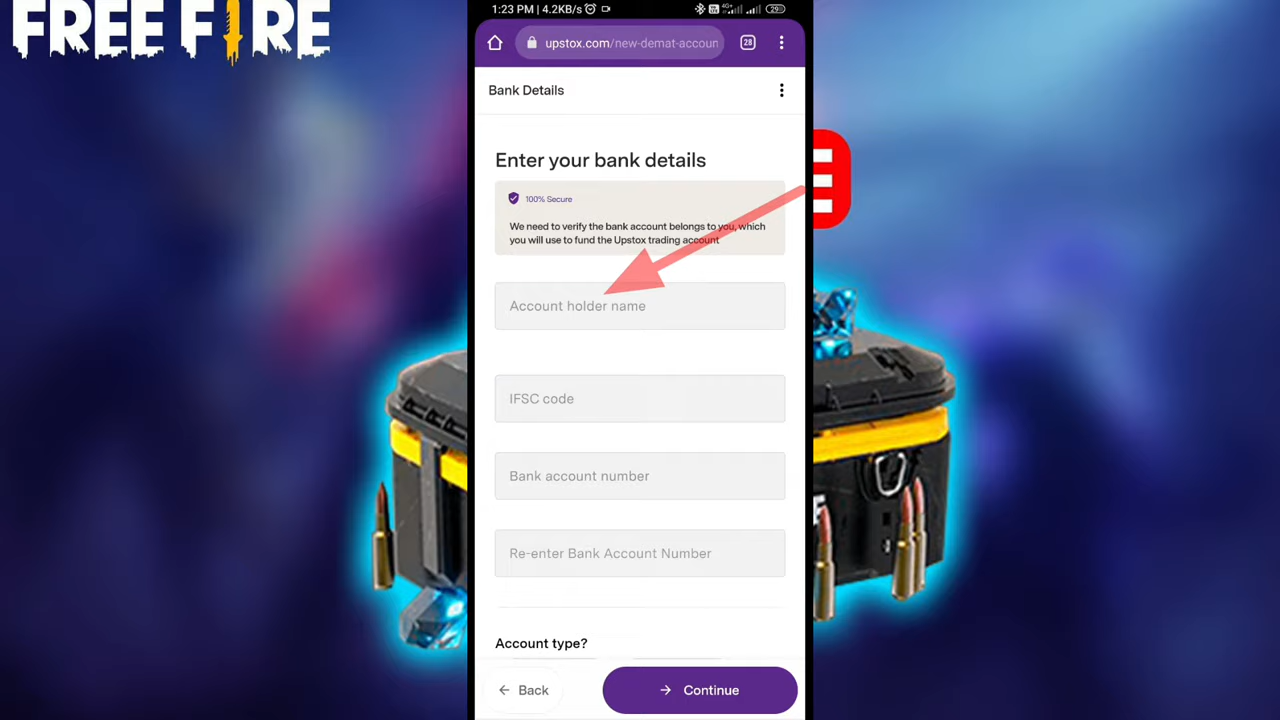 FREE FIRE
1:23 PM | 4.2KB/s
4G+
29
upstox.com/new-demat-accoun
28
Bank Details
Enter your bank details
100% Secure
We need to verify the bank account belongs to you, which
you will use to fund the Upstox trading account
Account holder name
IFSC code
Bank account number
Re-enter Bank Account Number
Account type?
Back
Continue